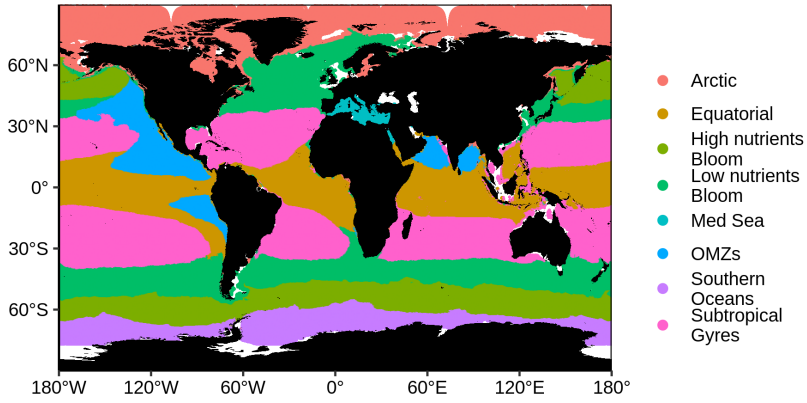 60°N
30°N
0°
30°S
60°S
180°W 120°W 60°W 0° 60°E 120°E 180°
Arctic
Equatorial
High nutrients
Bloom
Low nutrients
Bloom
Med Sea
OMZs
Southern
Oceans
Subtropical
Gyres